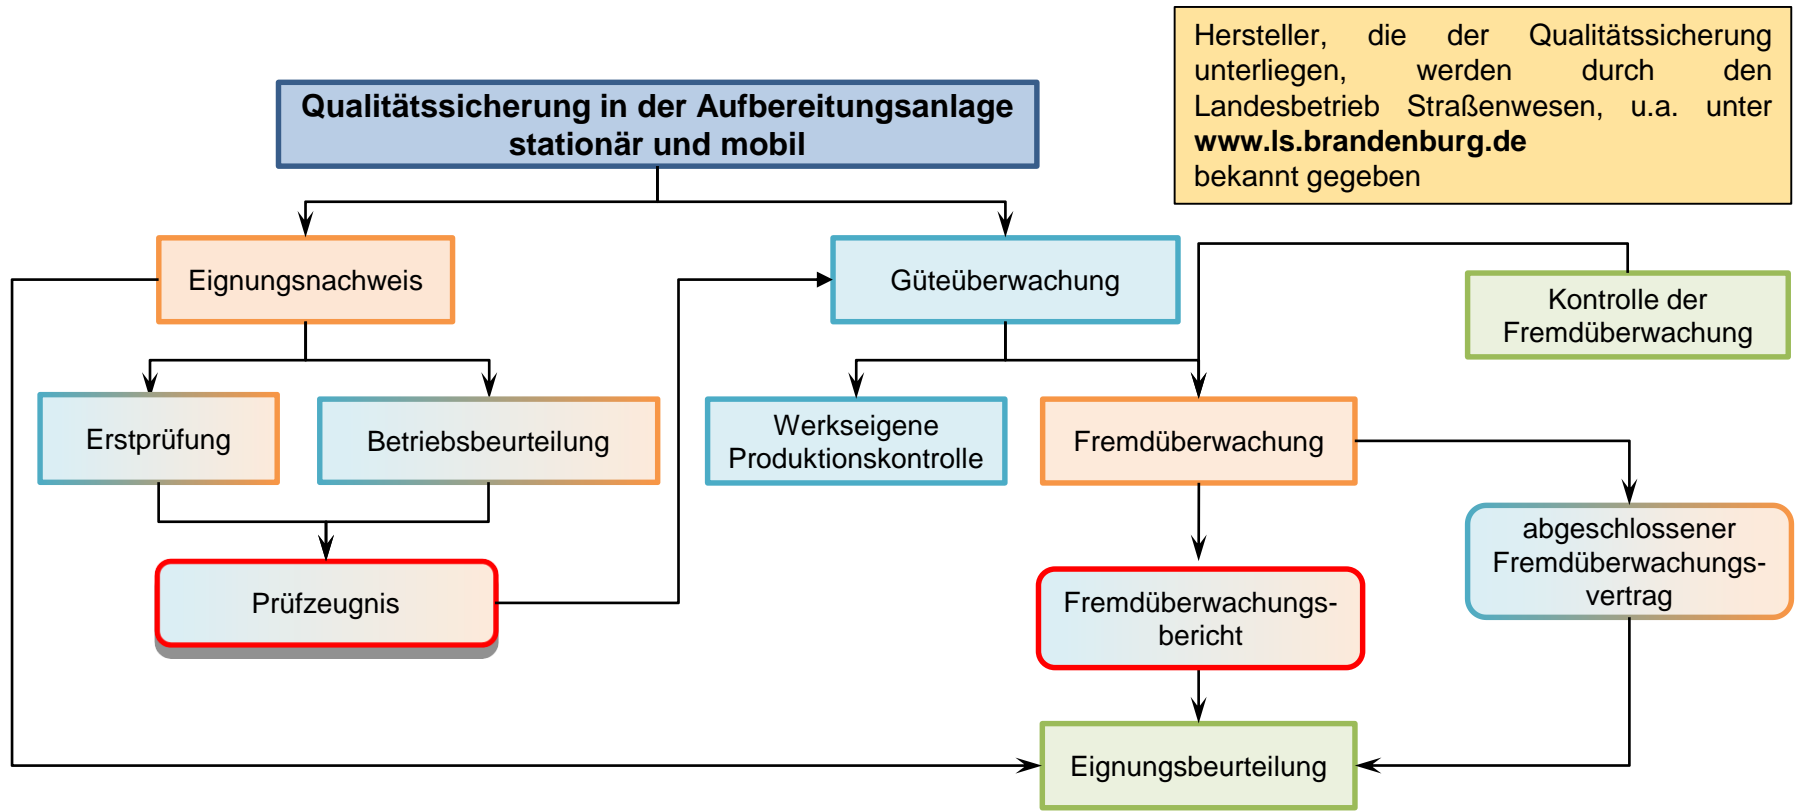 Hersteller, die der Qualitätssicherung
unterliegen, werden durch den
Landesbetrieb Straßenwesen, u.a. unter
www.ls.brandenburg.de
bekannt gegeben
Qualitätssicherung in der Aufbereitungsanlage
stationär und mobil
Eignungsnachweis
Güteüberwachung
Kontrolle der
Fremdüberwachung
Erstprüfung
Betriebsbeurteilung
Werkseigene
Produktionskontrolle
Fremdüberwachung
abgeschlossener
Fremdüberwachungs-
vertrag
Prüfzeugnis
Fremdüberwachungs-
bericht
Eignungsbeurteilung